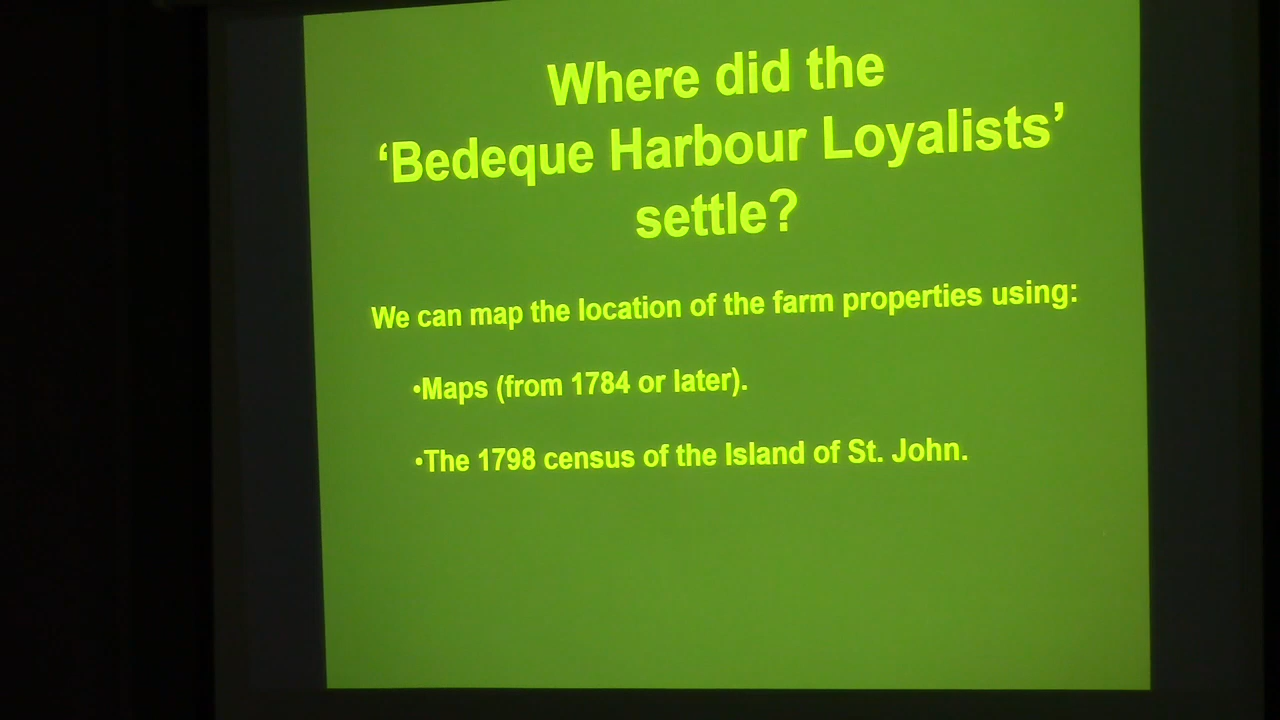 Where did the
‘Bedeque Harbour Loyalists’
settle?
We can map the location of the farm properties using:
•Maps (from 1784 or later).
•The 1798 census of the Island of St. John.